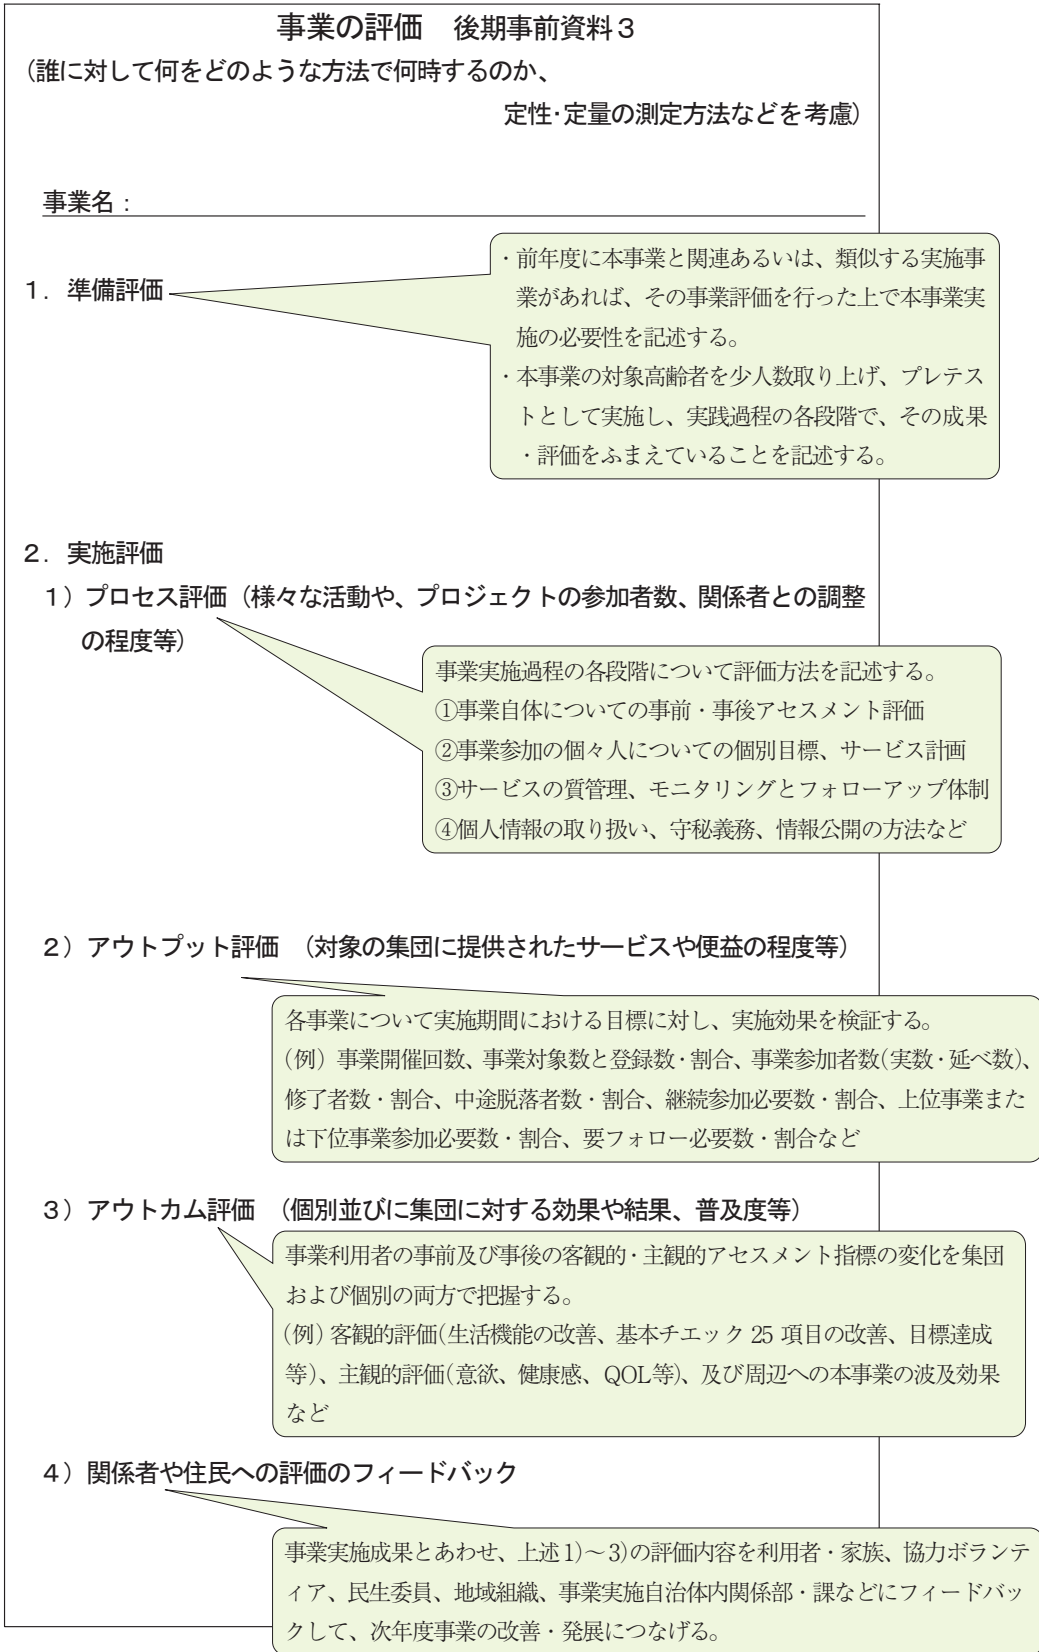 事業の評価　後期事前資料3
(誰に対して何をどのような方法で何時するのか、
定性･定量の測定方法などを考慮)
事業名：
1．準備評価
・前年度に本事業と関連あるいは、類似する実施事
業があれば、その事業評価を行った上で本事業実
施の必要性を記述する。
・本事業の対象高齢者を少人数取り上げ、プレテス
トとして実施し、実践過程の各段階で、その成果
・評価をふまえていることを記述する。
2．実施評価
1）プロセス評価（様々な活動や、プロジェクトの参加者数、関係者との調整
の程度等）
事業実施過程の各段階について評価方法を記述する。
①事業自体についての事前・事後アセスメント評価
②事業参加の個々人についての個別目標、サービス計画
③サービスの質管理、モニタリングとフォローアップ体制
④個人情報の取り扱い、守秘義務、情報公開の方法など
2）アウトプット評価　（対象の集団に提供されたサービスや便益の程度等）
各事業について実施期間における目標に対し、実施効果を検証する。
(例) 事業開催回数、事業対象数と登録数･割合、事業参加者数(実数･延べ数)、
修了者数・割合、中途脱落者数・割合、継続参加必要数・割合、上位事業また
は下位事業参加必要数・割合、要フォロー必要数・割合など
3）アウトカム評価　（個別並びに集団に対する効果や結果、普及度等）
事業利用者の事前及び事後の客観的･主観的アセスメント指標の変化を集団
および個別の両方で把握する。
(例) 客観的評価(生活機能の改善、基本チエック 25 項目の改善、目標達成
等)、主観的評価(意欲、健康感、QOL等)、及び周辺への本事業の波及効果
など
4）関係者や住民への評価のフィードバック
事業実施成果とあわせ、上述1)～3)の評価内容を利用者・家族、協力ボランテ
ィア、民生委員、地域組織、事業実施自治体内関係部・課などにフィードバッ
クして、次年度事業の改善・発展につなげる。